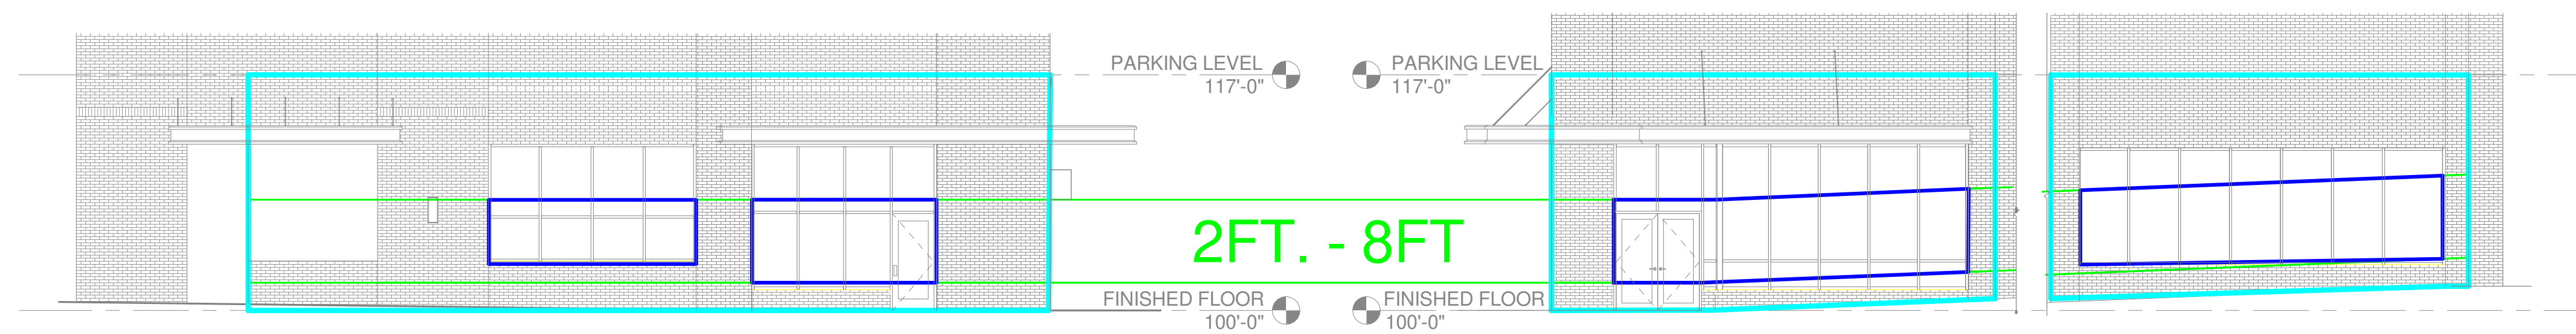 PARKING LEVEL
117'-0"
PARKING LEVEL
117'-0"
2FT. - 8FT
FINISHED FLOOR
100'-0"
FINISHED FLOOR
100'-0"